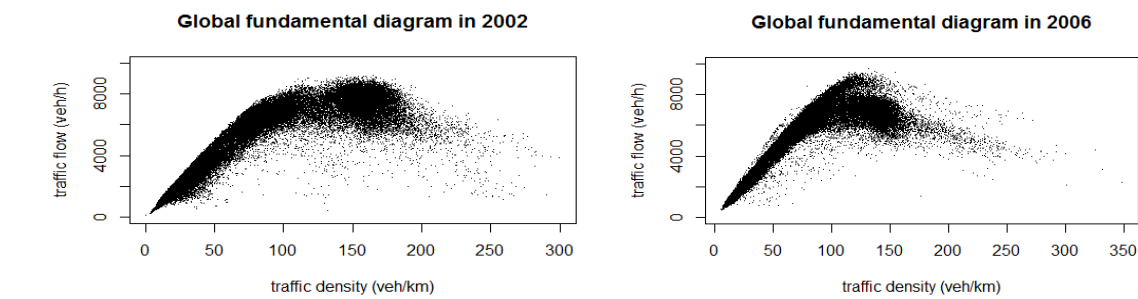 Global fundamental diagram in 2002
traffic flow (veh/h)
8000
4000
0
0 50 100 150 200 250 300
traffic density (veh/km)
Global fundamental diagram in 2006
traffic flow (veh/h)
8000
4000
0
0 50 100 150 200 250 300 350
traffic density (veh/km)